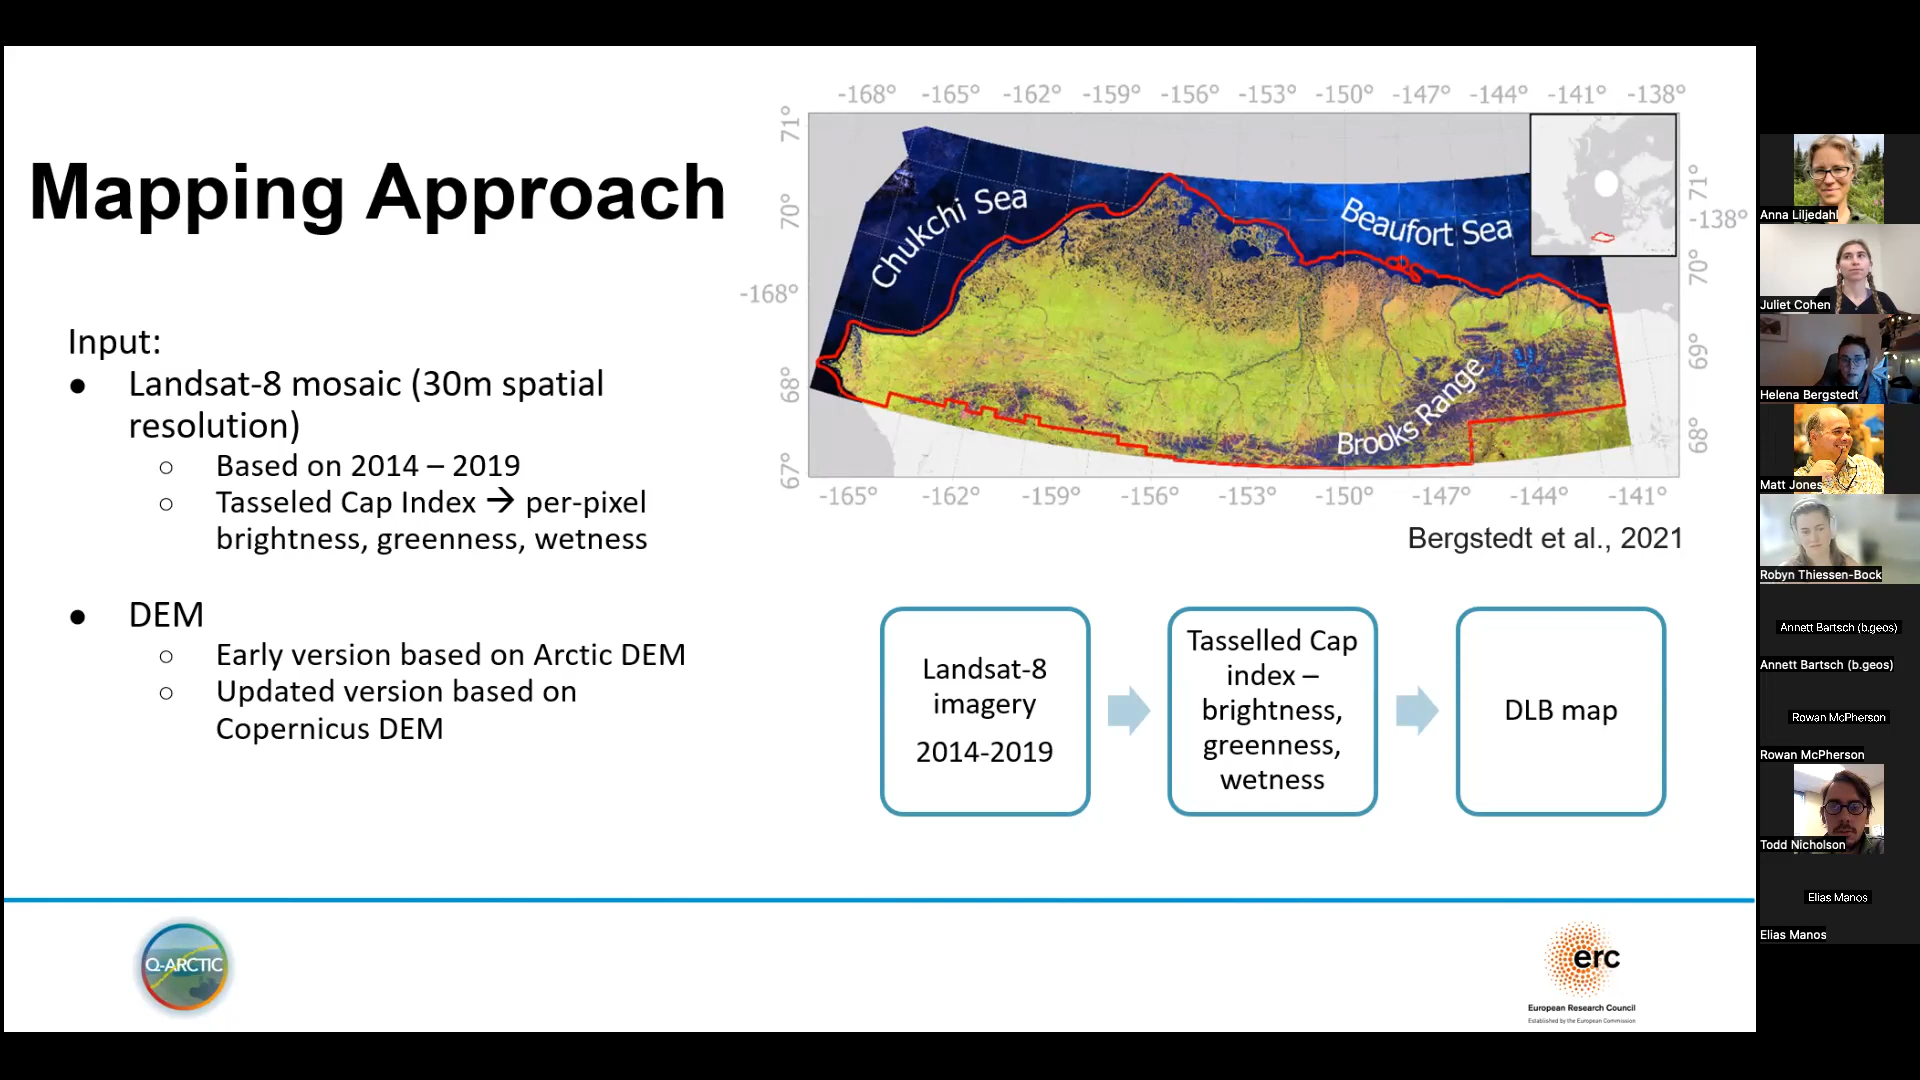 Mapping Approach
Input:
● Landsat-8 mosaic (30m spatial
resolution)
○ Based on 2014 – 2019
○ Tasseled Cap Index → per-pixel
brightness, greenness, wetness
● DEM
○ Early version based on Arctic DEM
○ Updated version based on
Copernicus DEM
-168° -165° -162° -159° -156° -153° -150° -147° -144° -141° -138°
71°
70°
-168°
68°
67°
Chukchi Sea
Beaufort Sea
Brooks Range
71°
-138°
70°
69°
68°
-165° -162° -159° -156° -153° -150° -147° -144° -141°
Bergstedt et al., 2021
Landsat-8
imagery
2014-2019
Tasselled Cap
index –
brightness,
greenness,
wetness
DLB map
Q-ARCTIC
erc
European Research Council
Established by the European Commission
Anna Liljedahl
Juliet Cohen
Helena Bergstedt
Matt Jones
Robyn Thiessen-Bock
Annett Bartsch (b.geos)
Annett Bartsch (b.geos)
Rowan McPherson
Rowan McPherson
Todd Nicholson
Elias Manos
Elias Manos